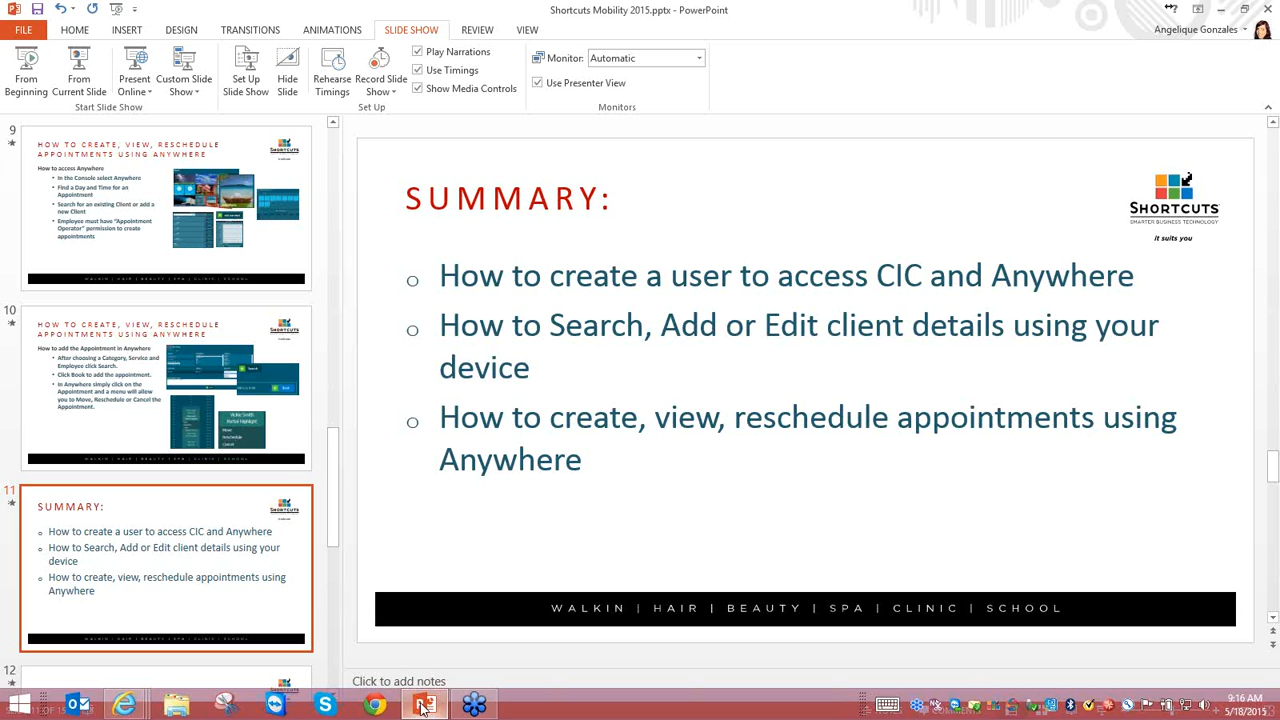 Shortcuts Mobility 2015.pptx - PowerPoint
FILE HOME INSERT DESIGN TRANSITIONS ANIMATIONS SLIDE SHOW REVIEW VIEW
Angelique Gonzales
From Beginning
From Current Slide
Present Online
Custom Slide Show
Set Up Slide Show
Hide Slide
Rehearse Timings
Record Slide Show
Play Narrations
Use Timings
Show Media Controls
Monitor: Automatic
Use Presenter View
Start Slide Show
Set Up
Monitors
9
HOW TO CREATE, VIEW, RESCHEDULE
APPOINTMENTS USING ANYWHERE
How to access Anywhere
In the Console select Anywhere
Find a Day and Time for an
Appointment
Search for an existing Client or add a
new Client
Employee must have "Appointment
Operator" permission to create
appointments
WALKIN | HAIR | BEAUTY | SPA | CLINIC | SCHOOL
10
HOW TO CREATE, VIEW, RESCHEDULE
APPOINTMENTS USING ANYWHERE
How to add the Appointment in Anywhere
After choosing a Category, Service and
Employee click Search.
Click Book to add the appointment.
In Anywhere simply click on the
Appointment and a menu will allow
you to Move, Reschedule or Cancel the
Appointment.
Move
Reschedule
Cancel
WALKIN | HAIR | BEAUTY | SPA | CLINIC | SCHOOL
11
SUMMARY:
How to create a user to access CIC and Anywhere
How to Search, Add or Edit client details using your
device
How to create, view, reschedule appointments using
Anywhere
WALKIN | HAIR | BEAUTY | SPA | CLINIC | SCHOOL
12
SUMMARY:
SHORTCUTS
SMARTER BUSINESS TECHNOLOGY
it suits you
How to create a user to access CIC and Anywhere
How to Search, Add or Edit client details using your
device
How to create, view, reschedule appointments using
Anywhere
WALKIN | HAIR | BEAUTY | SPA | CLINIC | SCHOOL
Click to add notes
9:16 AM
5/18/2015